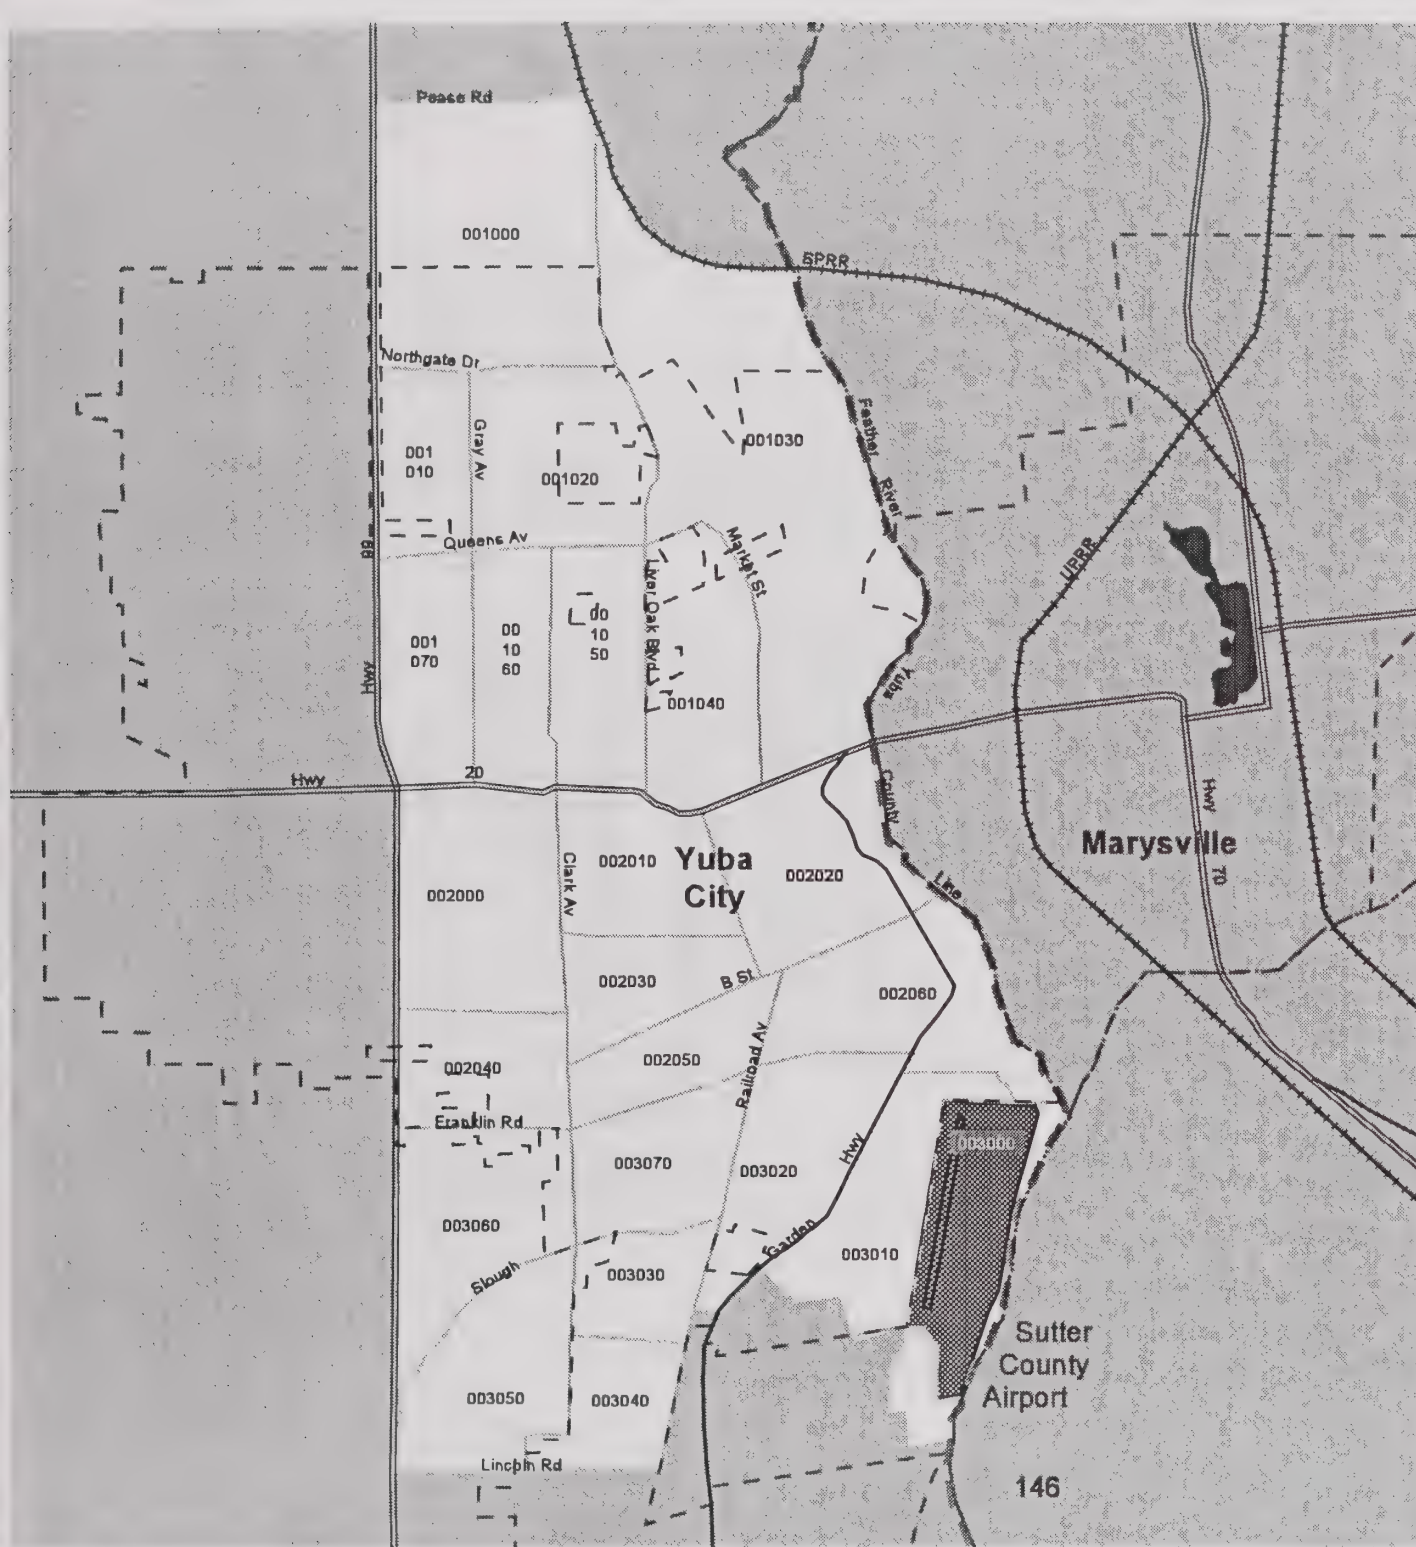 Pease Rd
001000
SPRR
Northgate Dr
Feather
River
Gray Av
001
010
001020
001030
Queens Av
Market St
UPRR
99
Hwy
Live Oak Blvd
001
070
00
10
60
00
10
50
001040
Yuba
County
Line
Hwy
20
Hwy
70
Marysville
Yuba
City
Clark Av
002000
002010
002020
002030
B St
002060
002040
002050
Railroad Av
Franklin Rd
003000
003070
003020
Hwy
003060
Garden
003010
Slough
003030
Sutter
County
Airport
003050
003040
Lincoln Rd
146